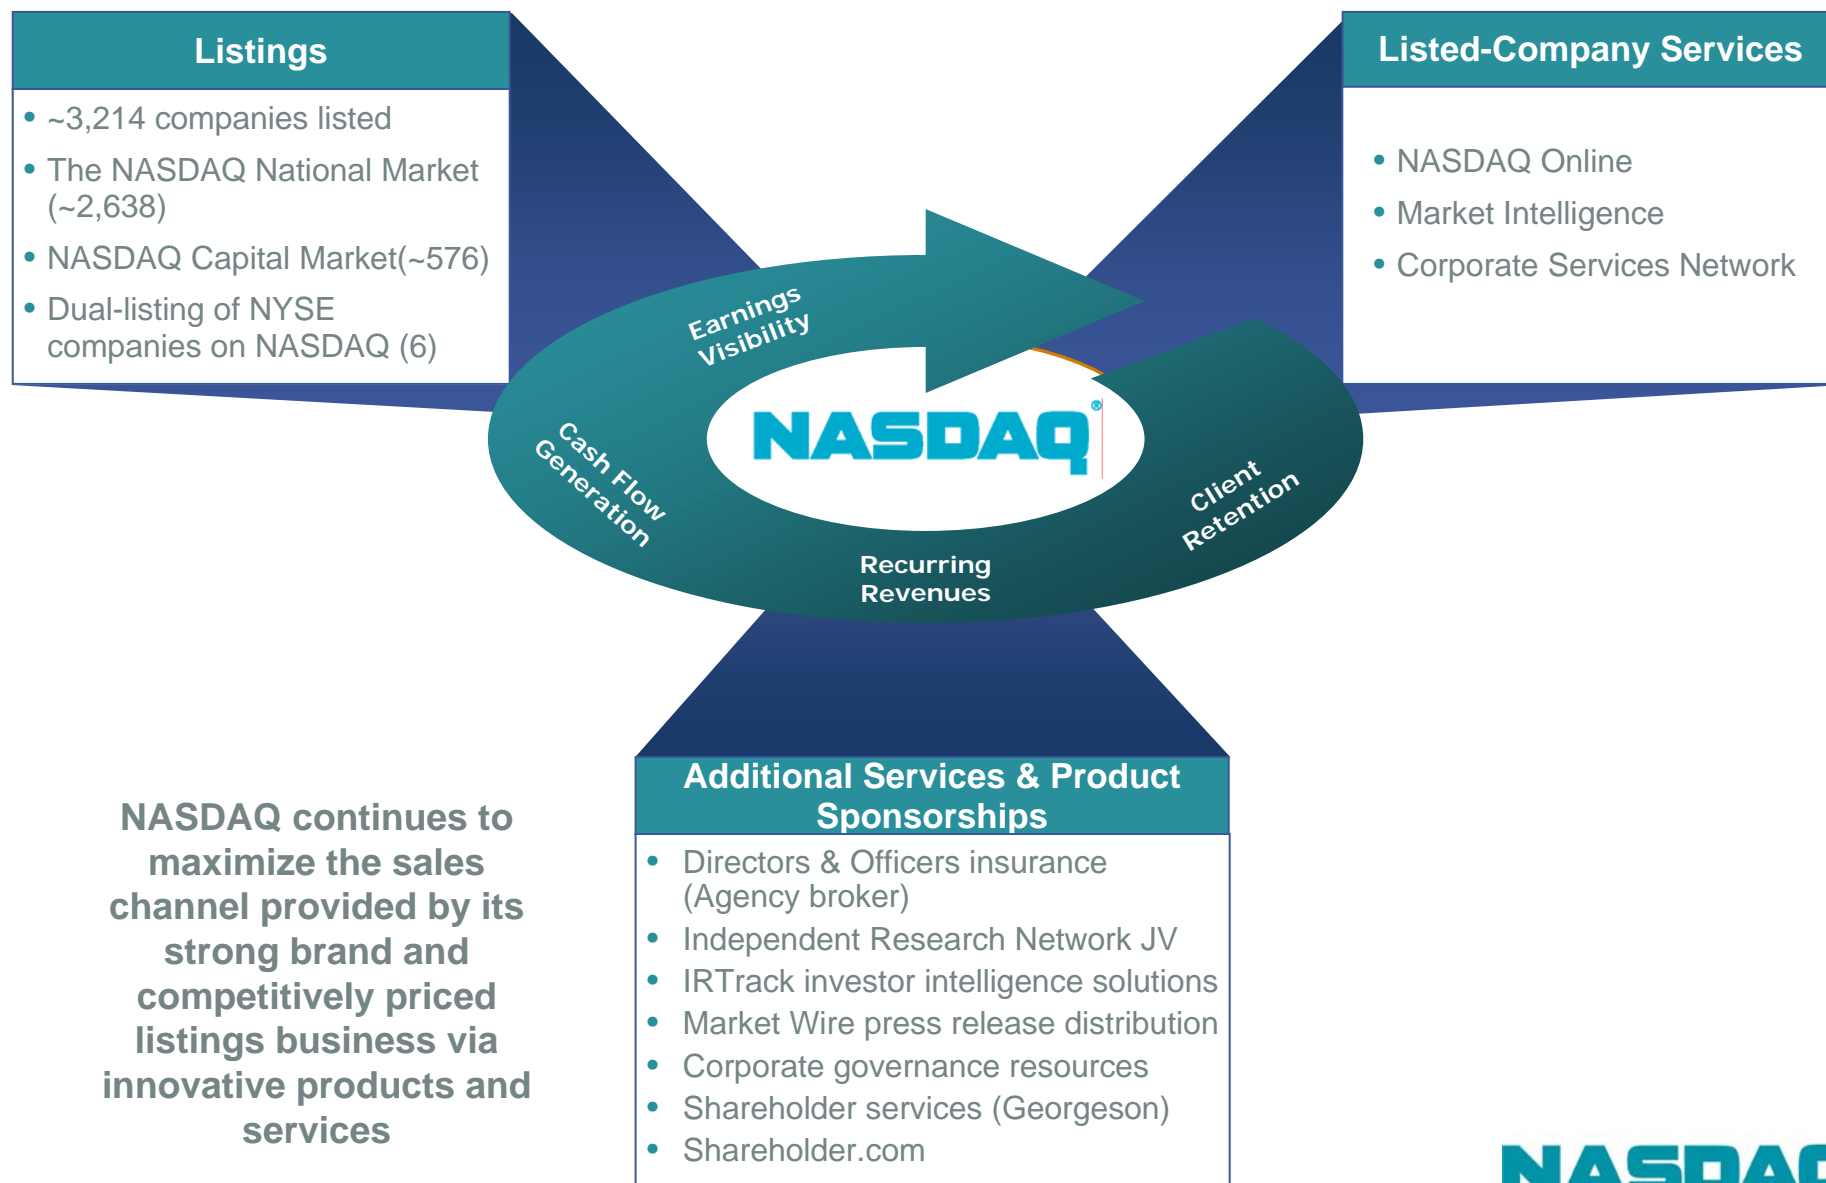 Listings
• ~3,214 companies listed
• The NASDAQ National Market
(~2,638)
• NASDAQ Capital Market(~576)
• Dual-listing of NYSE
companies on NASDAQ (6)
Listed-Company Services
• NASDAQ Online
• Market Intelligence
• Corporate Services Network
Earnings
Visibility
Cash Flow
Generation
Recurring
Revenues
Client
Retention
NASDAQ®
NASDAQ continues to
maximize the sales
channel provided by its
strong brand and
competitively priced
listings business via
innovative products and
services
Additional Services & Product
Sponsorships
• Directors & Officers insurance
(Agency broker)
• Independent Research Network JV
• IRTrack investor intelligence solutions
• Market Wire press release distribution
• Corporate governance resources
• Shareholder services (Georgeson)
• Shareholder.com
NASDAQ